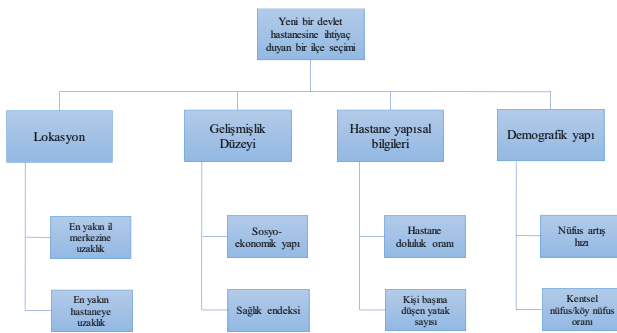 Yeni bir devlet
hastanesine ihtiyaç
duyan bir ilçe seçimi
Lokasyon
Gelişmişlik
Düzeyi
Hastane yapısal
bilgileri
Demografik yapı
En yakın il
merkezine
uzaklık
Sosyo-
ekonomik yapı
Hastane
doluluk oranı
Nüfus artış
hızı
En yakın
hastaneye
uzaklık
Sağlık endeksi
Kişi başına
düşen yatak
sayısı
Kentsel
nüfus/köy nüfus
oranı